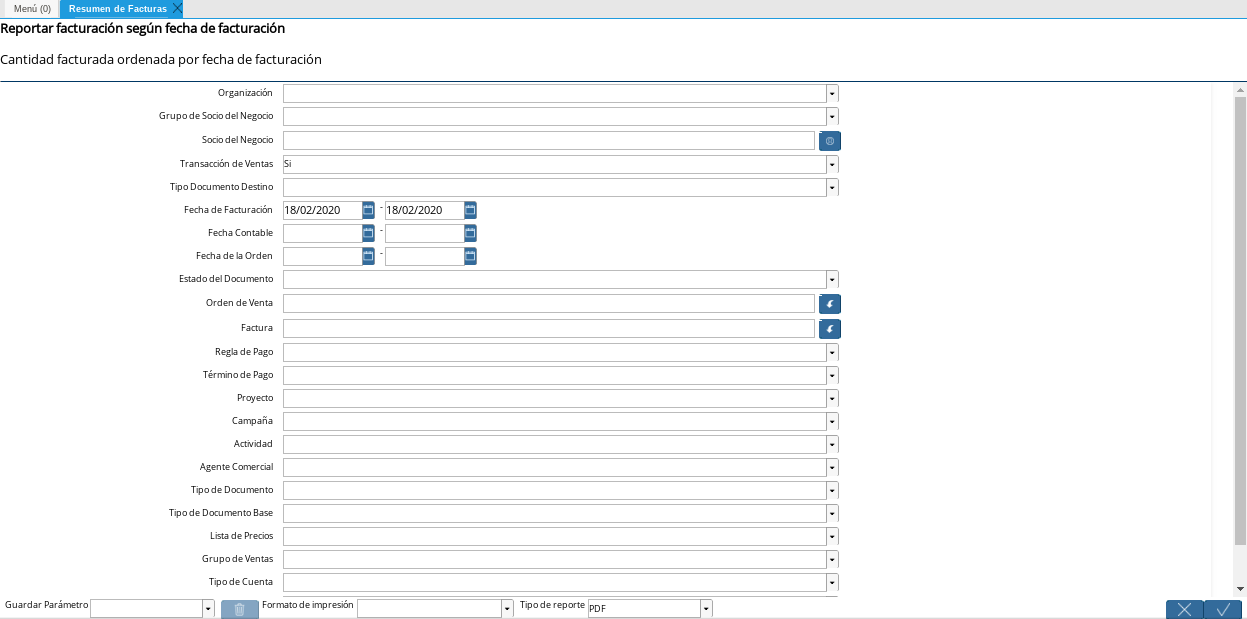 Menú (0) Resumen de Facturas
Reportar facturación según fecha de facturación
Cantidad facturada ordenada por fecha de facturación
Organización
Grupo de Socio del Negocio
Socio del Negocio
Transacción de Ventas Si
Tipo Documento Destino
Fecha de Facturación 18/02/2020 - 18/02/2020
Fecha Contable -
Fecha de la Orden -
Estado del Documento
Orden de Venta
Factura
Regla de Pago
Término de Pago
Proyecto
Campaña
Actividad
Agente Comercial
Tipo de Documento
Tipo de Documento Base
Lista de Precios
Grupo de Ventas
Tipo de Cuenta
Guardar Parámetro Formato de impresión Tipo de reporte PDF